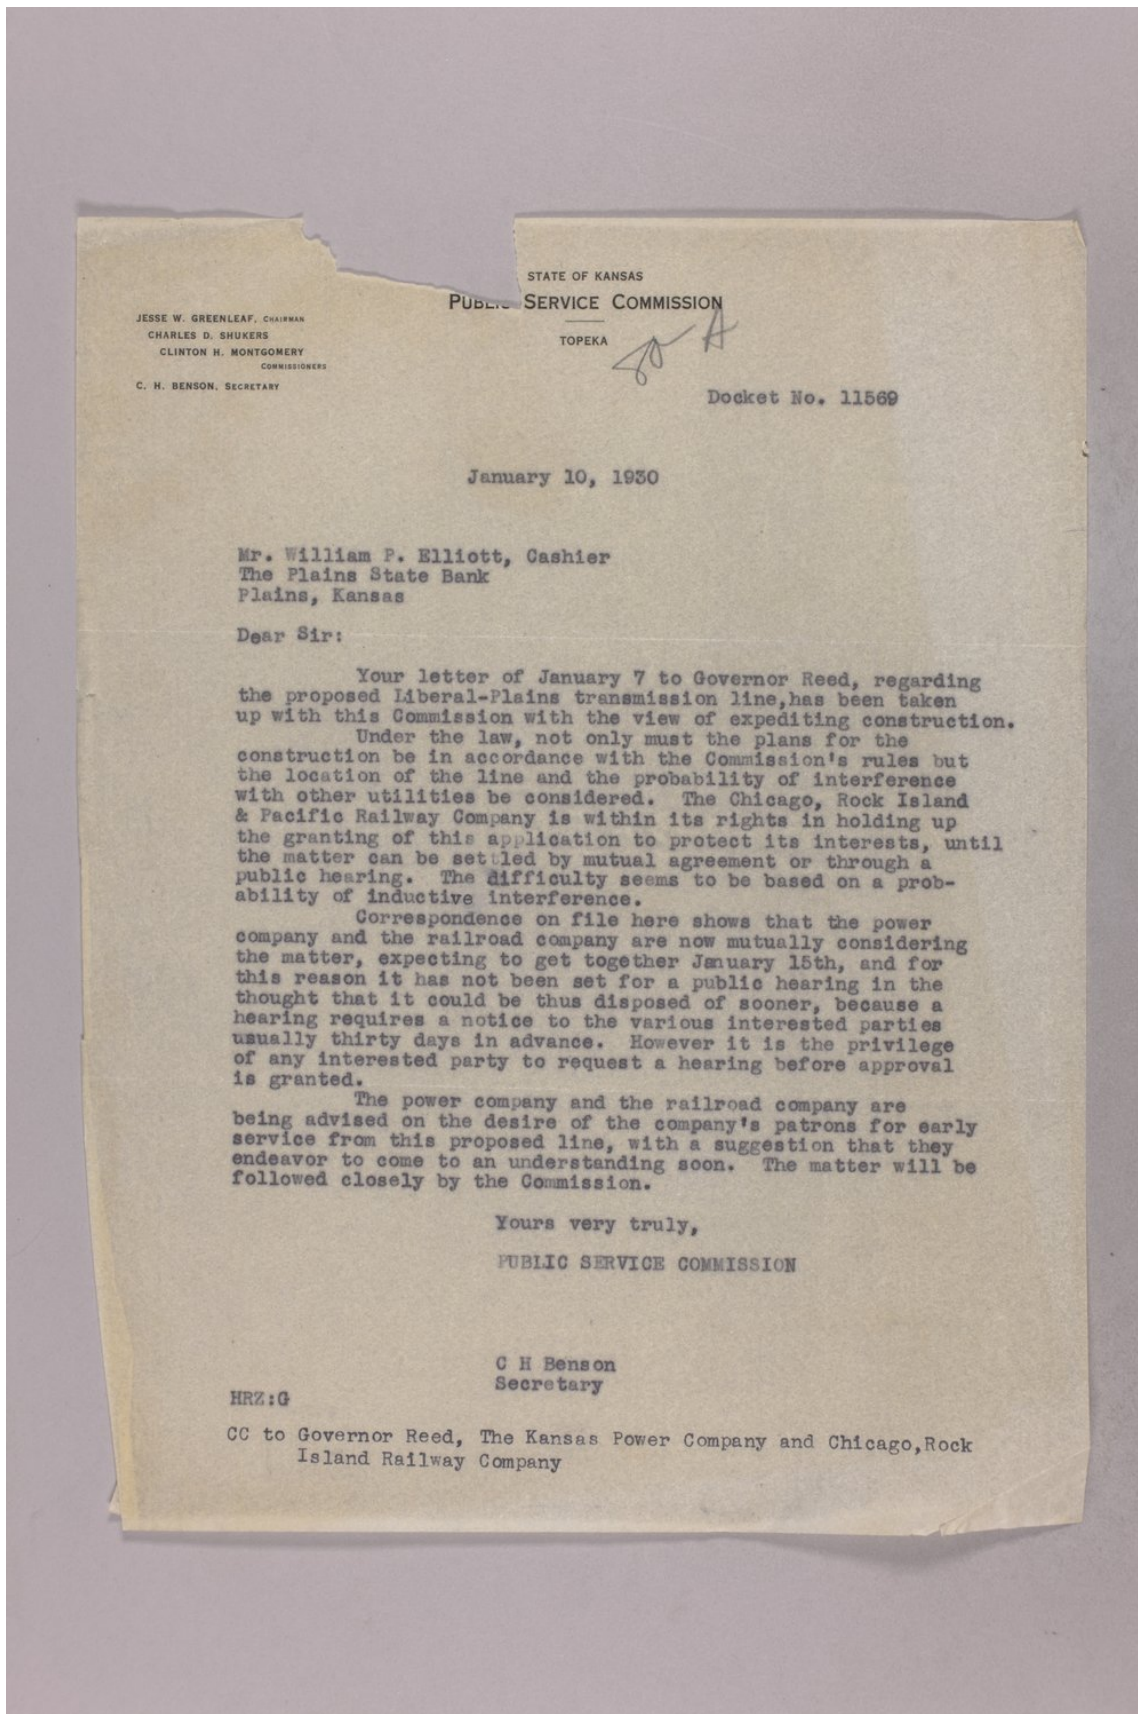 STATE OF KANSAS
PUBLIC SERVICE COMMISSION
TOPEKA
JESSE W. GREENLEAF, CHAIRMAN
CHARLES D. SHUKERS
CLINTON H. MONTGOMERY
COMMISSIONERS
C. H. BENSON, SECRETARY
Docket No. 11569
January 10, 1930
Mr. William P. Elliott, Cashier
The Plains State Bank
Plains, Kansas
Dear Sir:
Your letter of January 7 to Governor Reed, regarding
the proposed Liberal-Plains transmission line,has been taken
up with this Commission with the view of expediting construction.
Under the law, not only must the plans for the
construction be in accordance with the Commission's rules but
the location of the line and the probability of interference
with other utilities be considered. The Chicago, Rock Island
& Pacific Railway Company is within its rights in holding up
the granting of this application to protect its interests, until
the matter can be settled by mutual agreement or through a
public hearing. The difficulty seems to be based on a prob-
ability of inductive interference.
Correspondence on file here shows that the power
company and the railroad company are now mutually considering
the matter, expecting to get together January 15th, and for
this reason it has not been set for a public hearing in the
thought that it could be thus disposed of sooner, because a
hearing requires a notice to the various interested parties
usually thirty days in advance. However it is the privilege
of any interested party to request a hearing before approval
is granted.
The power company and the railroad company are
being advised on the desire of the company's patrons for early
service from this proposed line, with a suggestion that they
endeavor to come to an understanding soon. The matter will be
followed closely by the Commission.
Yours very truly,
PUBLIC SERVICE COMMISSION
C H Benson
Secretary
HRZ:G
CC to Governor Reed, The Kansas Power Company and Chicago,Rock
Island Railway Company